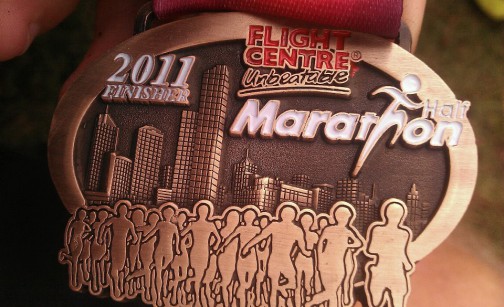 2011
FINISHER
FLIGHT
CENTRE
Unbeatable
Half
Marathon